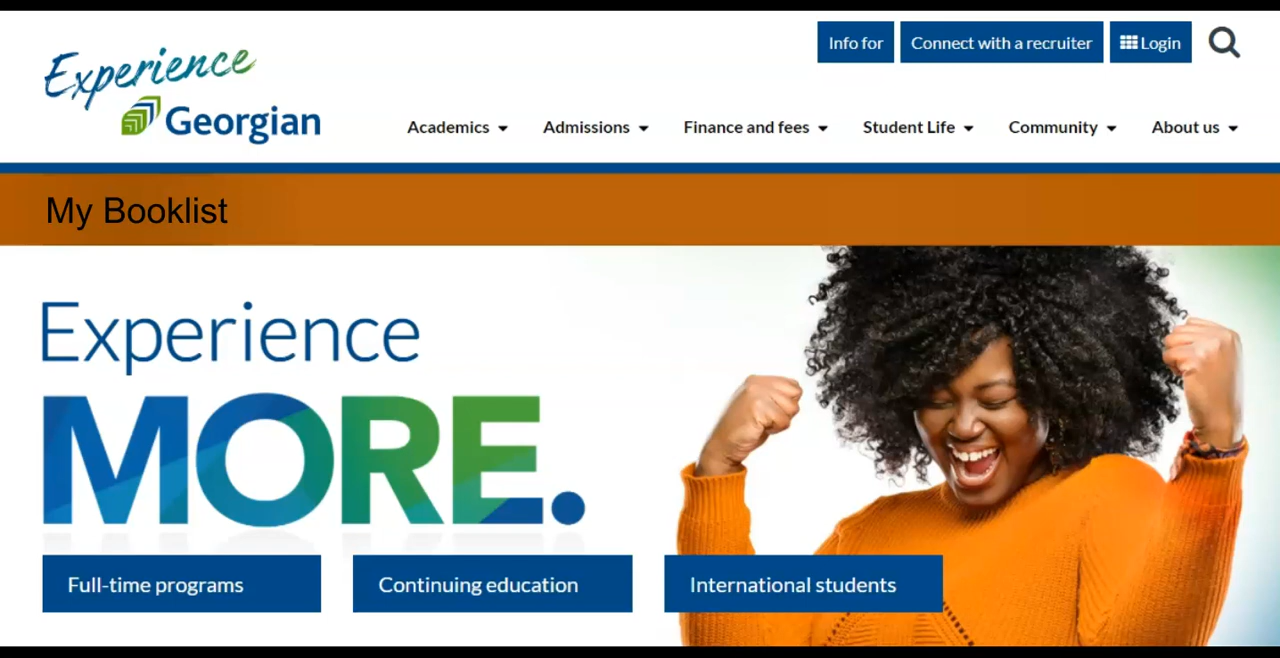 Info for
Connect with a recruiter
Login
Experience
Georgian
Academics
Admissions
Finance and fees
Student Life
Community
About us
My Booklist
Experience
MORE.
Full-time programs
Continuing education
International students